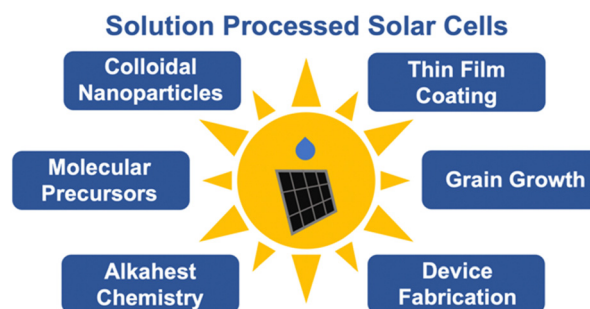 Solution Processed Solar Cells
Colloidal
Nanoparticles
Thin Film
Coating
Molecular
Precursors
Grain Growth
Alkahest
Chemistry
Device
Fabrication